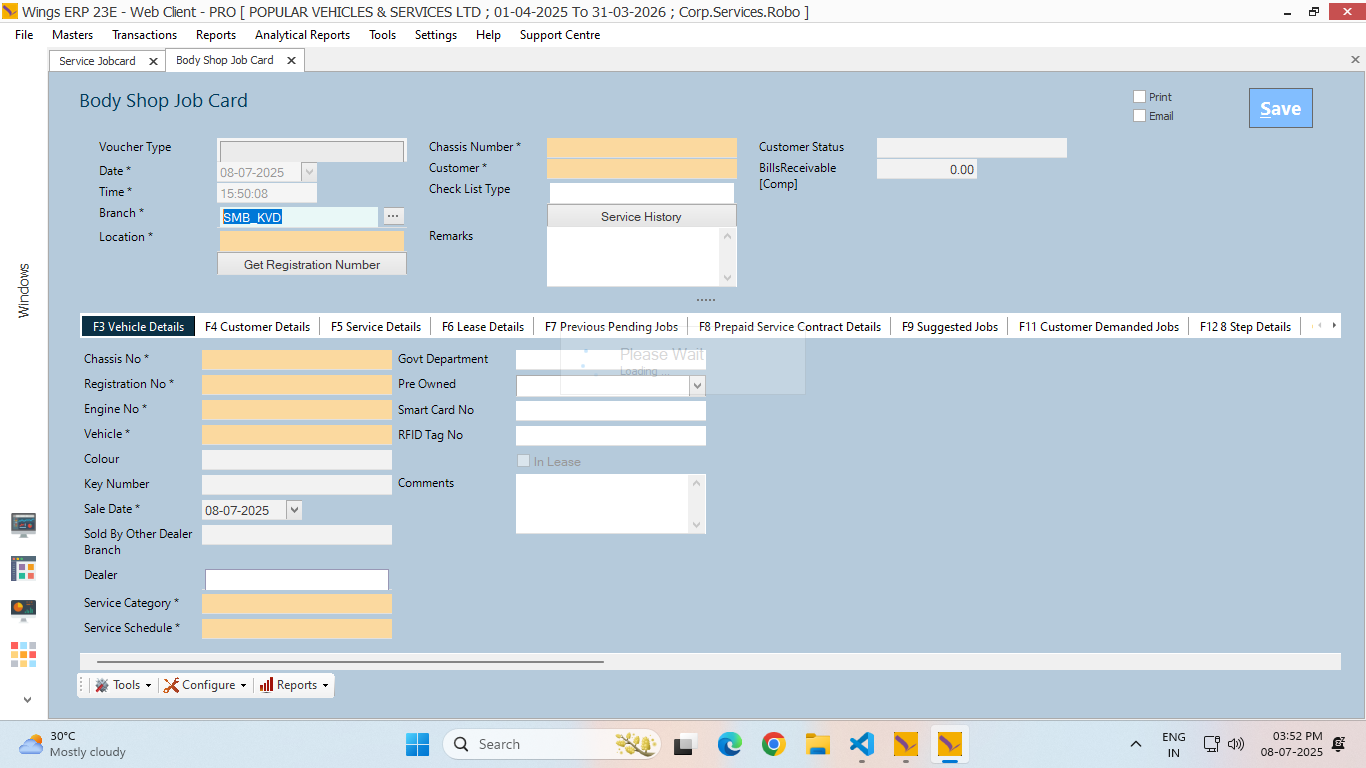 Wings ERP 23E - Web Client - PRO [ POPULAR VEHICLES & SERVICES LTD ; 01-04-2025 To 31-03-2026 ; Corp.Services.Robo ]
File Masters Transactions Reports Analytical Reports Tools Settings Help Support Centre
Service Jobcard Body Shop Job Card
Body Shop Job Card
Print
Email
Save
Voucher Type
Date * 08-07-2025
Time * 15:50:08
Branch * SMB_KVD ...
Location *
Get Registration Number
Chassis Number *
Customer *
Check List Type
Service History
Remarks
Customer Status
BillsReceivable 0.00
[Comp]
F3 Vehicle Details F4 Customer Details F5 Service Details F6 Lease Details F7 Previous Pending Jobs F8 Prepaid Service Contract Details F9 Suggested Jobs F11 Customer Demanded Jobs F12 8 Step Details
Chassis No *
Registration No *
Engine No *
Vehicle *
Colour
Key Number
Sale Date * 08-07-2025
Sold By Other Dealer
Branch
Dealer
Service Category *
Service Schedule *
Govt Department
Pre Owned
Smart Card No
RFID Tag No
In Lease
Comments
Please Wait
Loading ...
Tools Configure Reports
Windows
30°C
Mostly cloudy
Search
ENG
IN
03:52 PM
08-07-2025